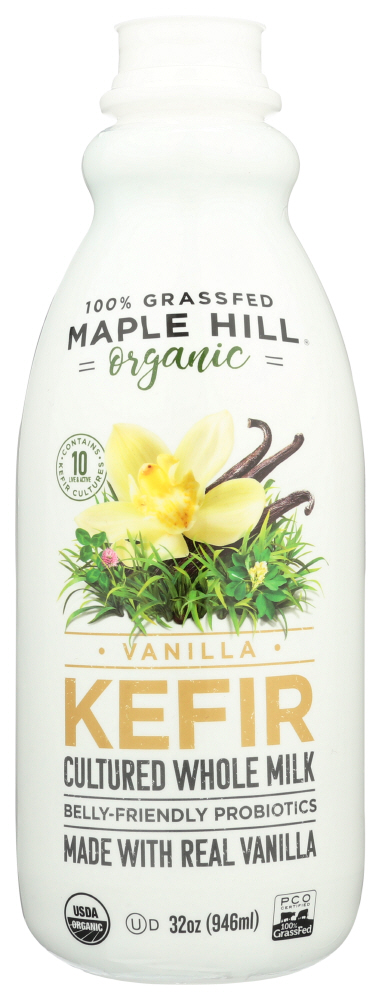 100% GRASSFED
MAPLE HILL®
organic
CONTAINS
10
LIVE & ACTIVE
KEFIR CULTURES
• VANILLA •
KEFIR
CULTURED WHOLE MILK
BELLY-FRIENDLY PROBIOTICS
MADE WITH REAL VANILLA
USDA
ORGANIC
U D 32oz (946ml)
PCO
CERTIFIED
100%
GrassFed